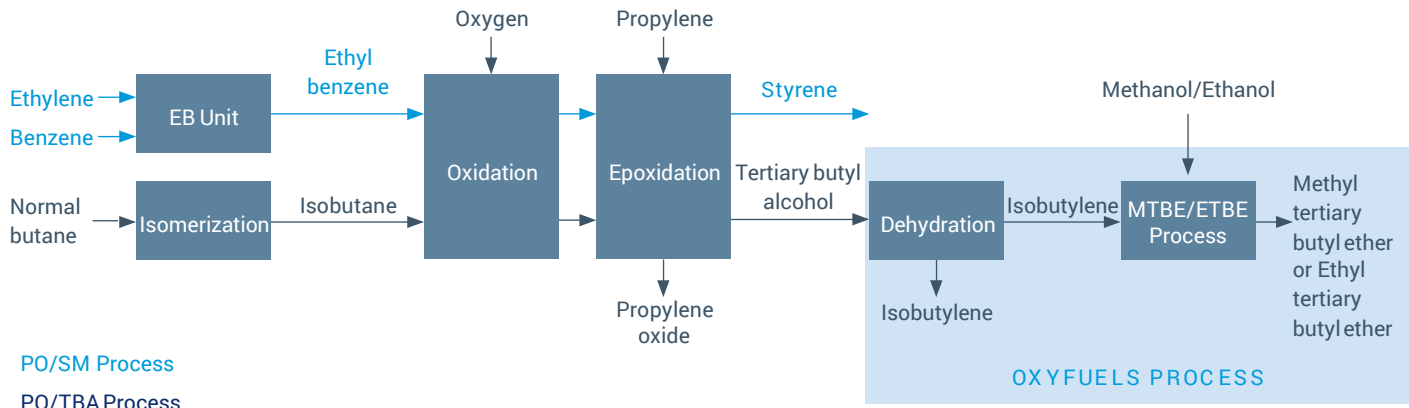 Oxygen
Propylene
Ethyl
benzene
Ethylene
Benzene
EB Unit
Styrene
Methanol/Ethanol
Oxidation
Epoxidation
Normal
butane
Isomerization
Isobutane
Tertiary butyl
alcohol
Dehydration
Isobutylene
MTBE/ETBE
Process
Methyl
tertiary
butyl ether
or Ethyl
tertiary
butyl ether
Propylene
oxide
Isobutylene
OXYFUELS PROCESS
PO/SM Process
PO/TBA Process